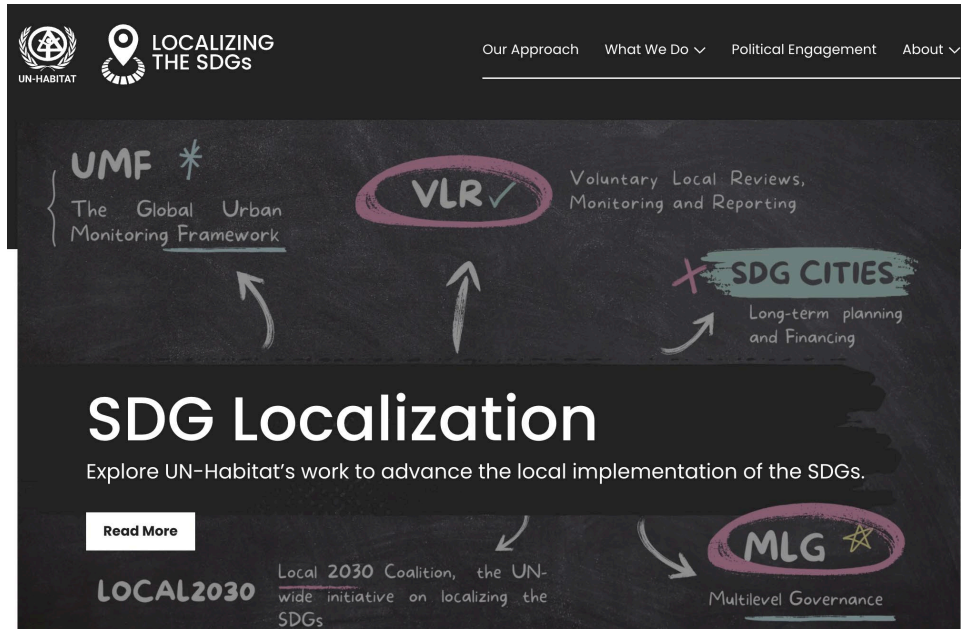 UN-HABITAT
LOCALIZING
THE SDGs
Our Approach What We Do Political Engagement About
UMF
The Global Urban
Monitoring Framework
VLR
Voluntary Local Reviews,
Monitoring and Reporting
SDG CITIES
Long-term planning
and Financing
SDG Localization
Explore UN-Habitat's work to advance the local implementation of the SDGs.
Read More
LOCAL2030
Local 2030 Coalition, the UN-
wide initiative on localizing the
SDGs
MLG
Multilevel Governance